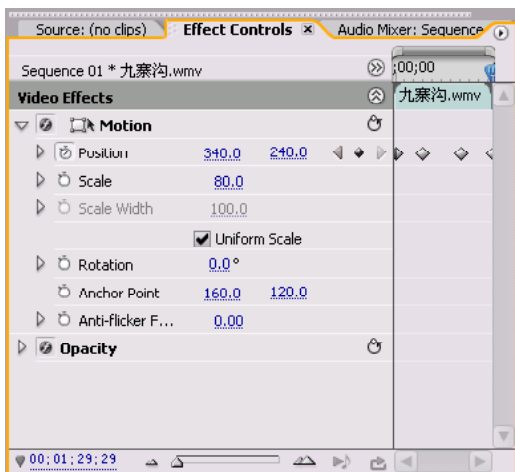 Source: (no clips) Effect Controls × Audio Mixer: Sequence
Sequence 01 * 九寨沟.wmv ;00;00
Video Effects 九寨沟.wmv
Motion
Position 340.0 240.0
Scale 80.0
Scale Width 100.0
Uniform Scale
Rotation 0.0°
Anchor Point 160.0 120.0
Anti-flicker F... 0.00
Opacity
00;01;29;29